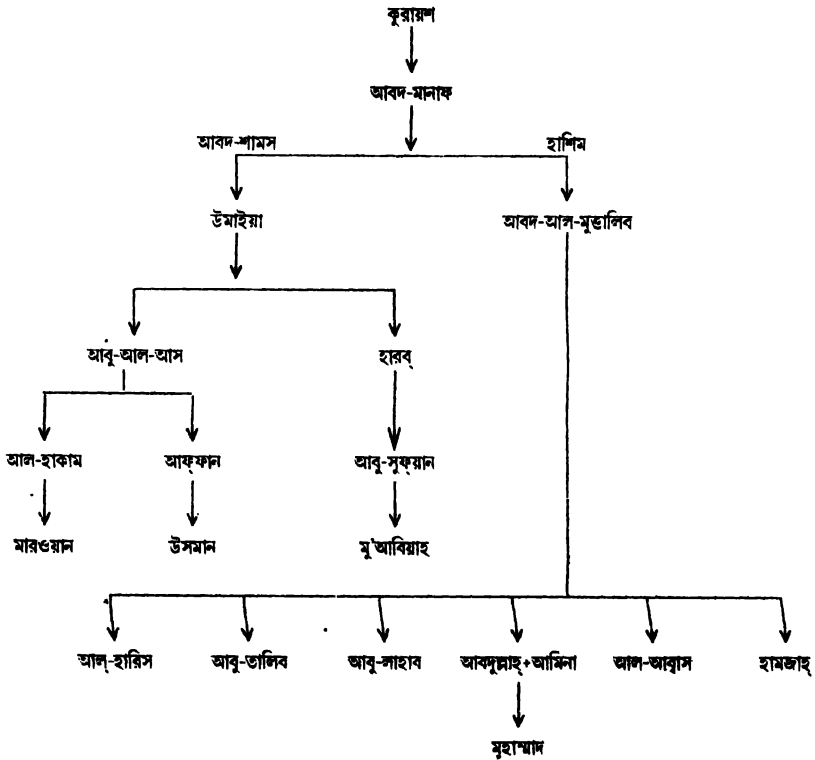 কুরায়শ
আবদ-মানাফ
আবদ-শামস হাশিম
উমাইয়া আবদ-আল-মুত্তালিব
আবু-আল-আস হারব্
আল-হাকাম আফ্ফান আবু-সুফ্য়ান
মারওয়ান উসমান মু'আবিয়াহ
আল্-হারিস আবু-তালিব আবু-লাহাব আবদুল্লাহ্+আমিনা আল-আব্বাস হামজাহ্
মুহাম্মাদ